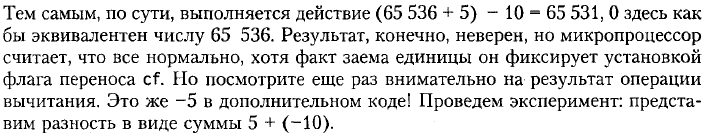 Тем самым, по сути, выполняется действие (65 536 + 5) − 10 = 65 531, 0 здесь как
бы эквивалентен числу 65 536. Результат, конечно, неверен, но микропроцессор
считает, что все нормально, хотя факт заема единицы он фиксирует установкой
флага переноса cf. Но посмотрите еще раз внимательно на результат операции
вычитания. Это же −5 в дополнительном коде! Проведем эксперимент: предста-
вим разность в виде суммы 5 + (−10).